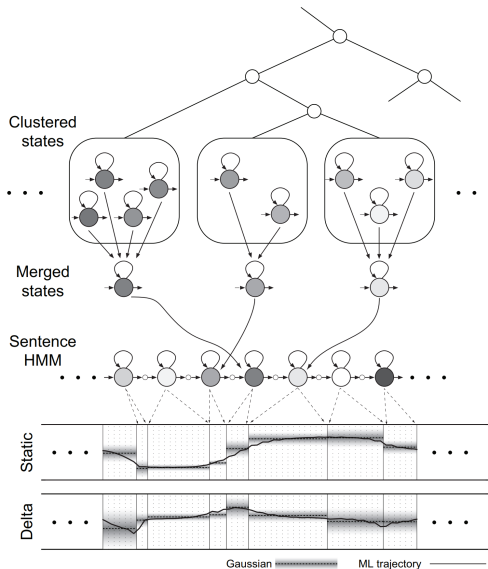 Clustered
states
Merged
states
Sentence
HMM
Static
Delta
Gaussian
ML trajectory